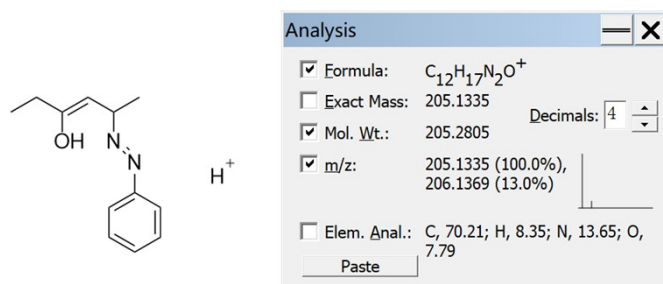 OH
N
N
H+
Analysis
Formula: C12H17N2O+
Exact Mass: 205.1335
Decimals: 4
Mol. Wt.: 205.2805
m/z: 205.1335 (100.0%),
206.1369 (13.0%)
Elem. Anal.: C, 70.21; H, 8.35; N, 13.65; O,
7.79
Paste